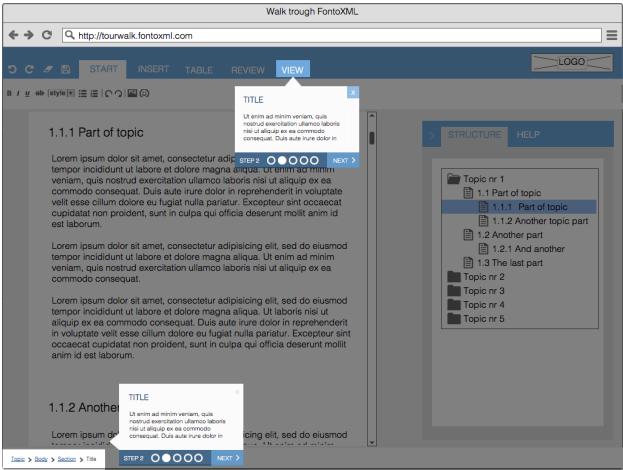 Walk trough FontoXML
http://tourwalk.fontoxml.com
START INSERT TABLE REVIEW VIEW
LOGO
B I u ab [style]
TITLE
x
Ut enim ad minim veniam, quis
nostrud exercitation ullamco laboris
nisi ut aliquip ex ea commodo
consequat. Duis aute irure dolor in
STEP 2
NEXT
1.1.1 Part of topic
Lorem ipsum dolor sit amet, consectetur adip
tempor incididunt ut labore et dolore magna aliqua. Ut enim ad minim
veniam, quis nostrud exercitation ullamco laboris nisi ut aliquip ex ea
commodo consequat. Duis aute irure dolor in reprehenderit in voluptate
velit esse cillum dolore eu fugiat nulla pariatur. Excepteur sint occaecat
cupidatat non proident, sunt in culpa qui officia deserunt mollit anim id
est laborum.
Lorem ipsum dolor sit amet, consectetur adipisicing elit, sed do eiusmod
tempor incididunt ut labore et dolore magna aliqua. Ut enim ad minim
veniam, quis nostrud exercitation ullamco laboris nisi ut aliquip ex ea
commodo consequat.
Lorem ipsum dolor sit amet, consectetur adipisicing elit, sed do eiusmod
tempor incididunt ut labore et dolore magna aliqua. Ut enim ad minim
veniam, quis nostrud exercitation ullamco laboris nisi ut
aliquip ex ea commodo consequat. Duis aute irure dolor in reprehenderit
in voluptate velit esse cillum dolore eu fugiat nulla pariatur. Excepteur sint
occaecat cupidatat non proident, sunt in culpa qui officia deserunt mollit
anim id est laborum.
1.1.2 Another
Lorem ipsum do
STRUCTURE HELP
Topic nr 1
1.1 Part of topic
1.1.1 Part of topic
1.1.2 Another topic part
1.2 Another part
1.2.1 And another
1.3 The last part
Topic nr 2
Topic nr 3
Topic nr 4
Topic nr 5
TITLE
x
Ut enim ad minim veniam, quis
nostrud exercitation ullamco laboris
nisi ut aliquip ex ea commodo
consequat. Duis aute irure dolor in
STEP 2
NEXT
Topic > Body > Section > Title